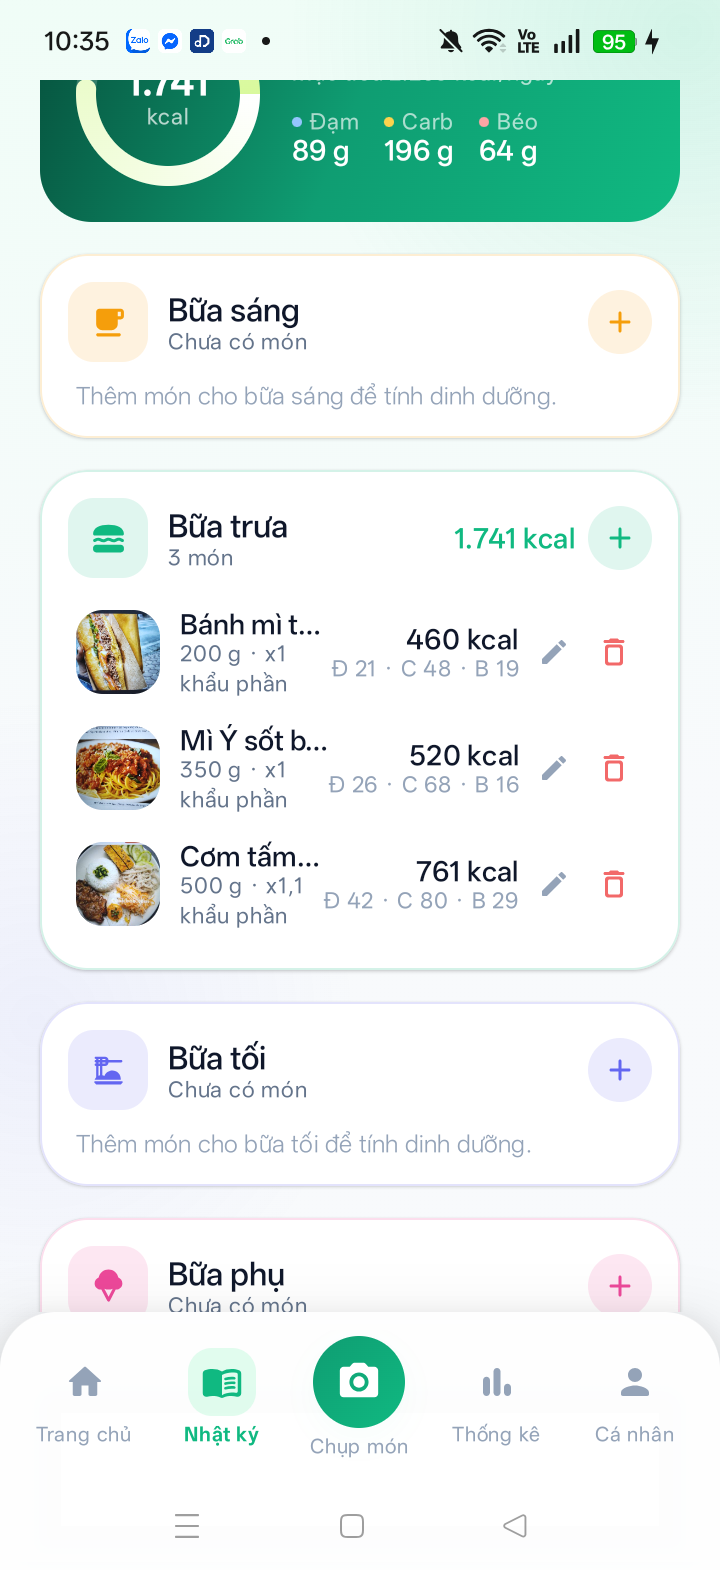 10:35
Zalo
Grab
Vo
LTE
95
1.741
kcal
Đạm
Carb
Béo
89 g
196 g
64 g
Bữa sáng
Chưa có món
Thêm món cho bữa sáng để tính dinh dưỡng.
Bữa trưa
3 món
1.741 kcal
Bánh mì t...
200 g · x1
khẩu phần
460 kcal
Đ 21 · C 48 · B 19
Mì Ý sốt b...
350 g · x1
khẩu phần
520 kcal
Đ 26 · C 68 · B 16
Cơm tấm...
500 g · x1,1
khẩu phần
761 kcal
Đ 42 · C 80 · B 29
Bữa tối
Chưa có món
Thêm món cho bữa tối để tính dinh dưỡng.
Bữa phụ
Chưa có món
Trang chủ
Nhật ký
Chụp món
Thống kê
Cá nhân